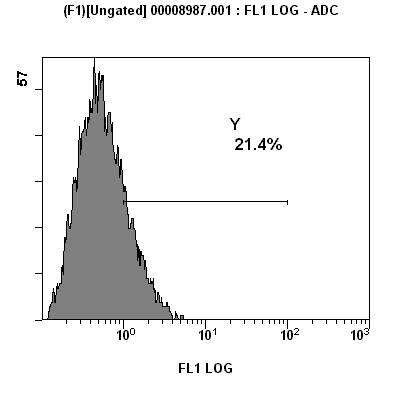 (F1)[Ungated] 00008987.001 : FL1 LOG - ADC
57
Y
21.4%
10⁰ 10¹ 10² 10³
FL1 LOG